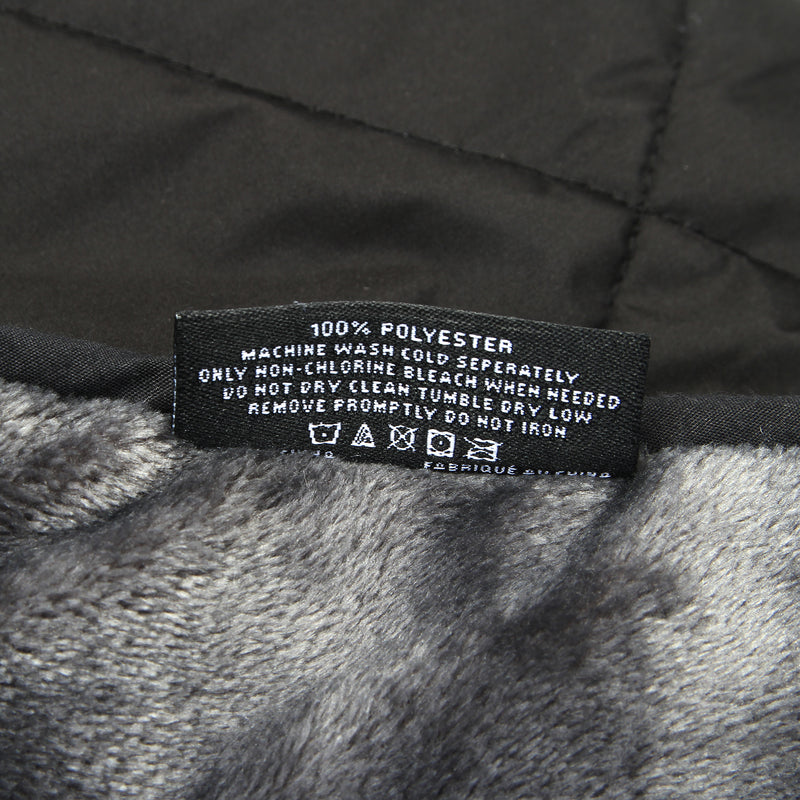 100% POLYESTER
MACHINE WASH COLD SEPERATELY
ONLY NON-CHLORINE BLEACH WHEN NEEDED
DO NOT DRY CLEAN TUMBLE DRY LOW
REMOVE PROMPTLY DO NOT IRON
FABRIQUÉ